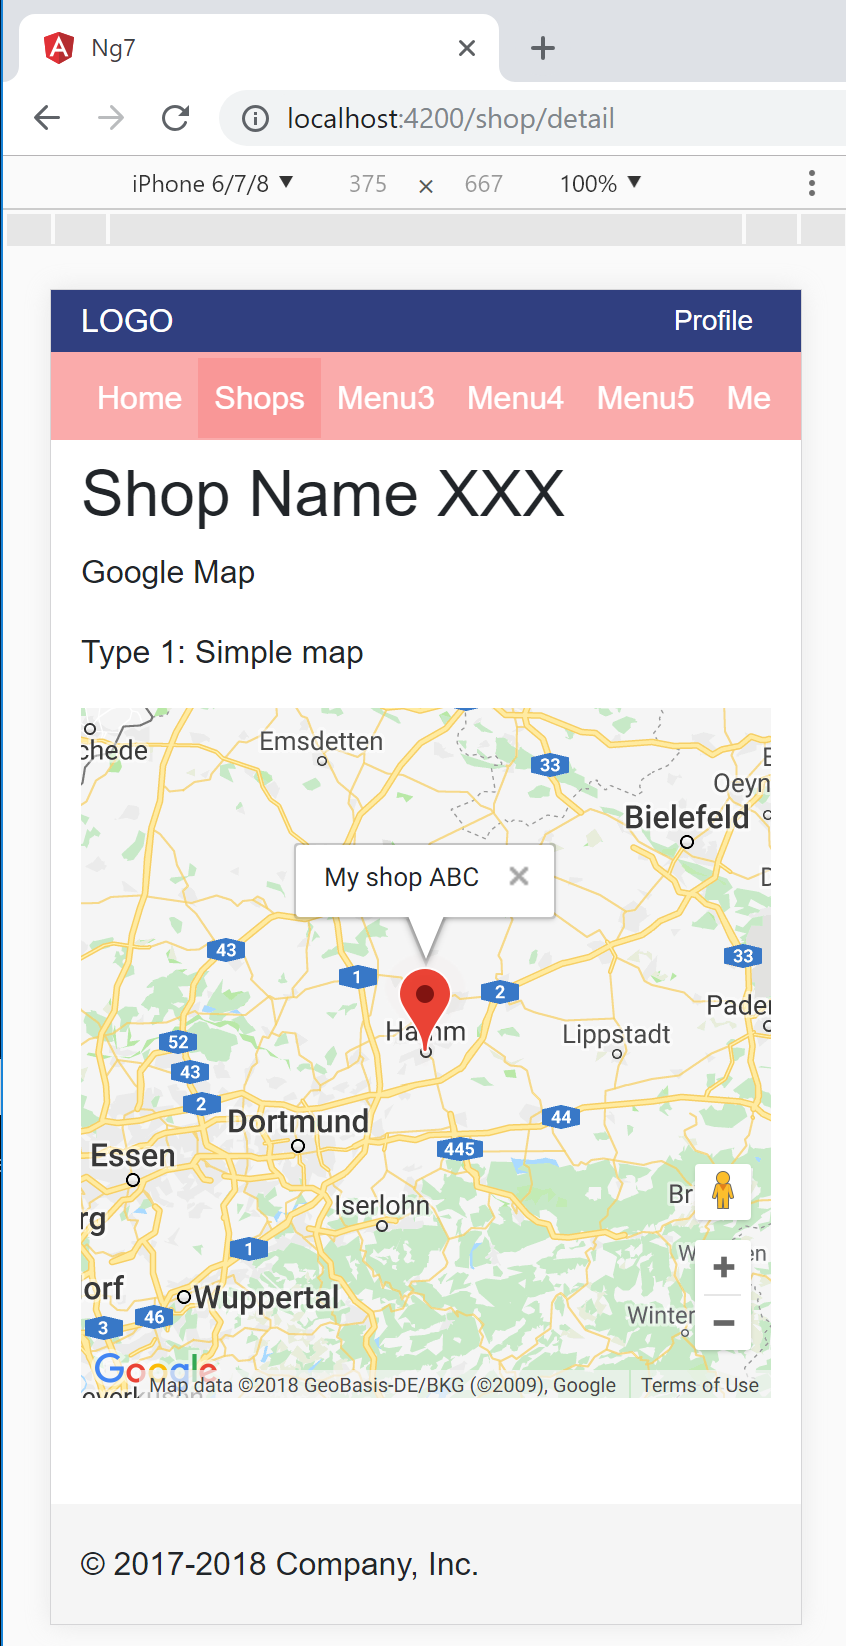 Ng7
localhost:4200/shop/detail
iPhone 6/7/8 ▼ 375 × 667 100% ▼
LOGO Profile
Home Shops Menu3 Menu4 Menu5 Me
Shop Name XXX
Google Map
Type 1: Simple map
chede
Emsdetten
33
Oeyn
Bielefeld
My shop ABC
43
1
2
33
Hamm
Lippstadt
Pader
52
43
2
Dortmund
44
445
Essen
Iserlohn
Br
rg
1
orf
Wuppertal
Winter
46
3
Google
Map data ©2018 GeoBasis-DE/BKG (©2009), Google Terms of Use
© 2017-2018 Company, Inc.